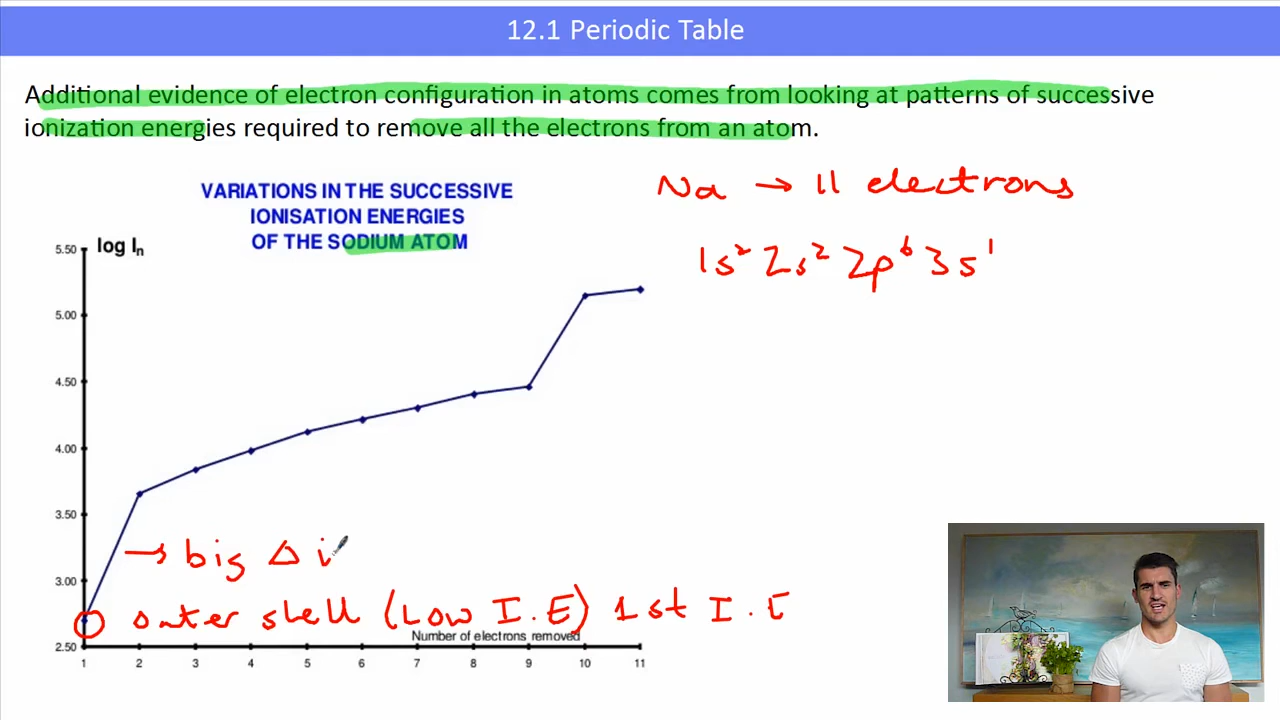 12.1 Periodic Table
Additional evidence of electron configuration in atoms comes from looking at patterns of successive
ionization energies required to remove all the electrons from an atom.
VARIATIONS IN THE SUCCESSIVE
IONISATION ENERGIES
OF THE SODIUM ATOM
Na → 11 electrons
1s² 2s² 2p⁶ 3s¹
log Iₙ
5.50
5.00
4.50
4.00
3.50
3.00
2.50
→ big Δ i
outer shell (Low I.E) 1st I.E
Number of electrons removed
1 2 3 4 5 6 7 8 9 10 11